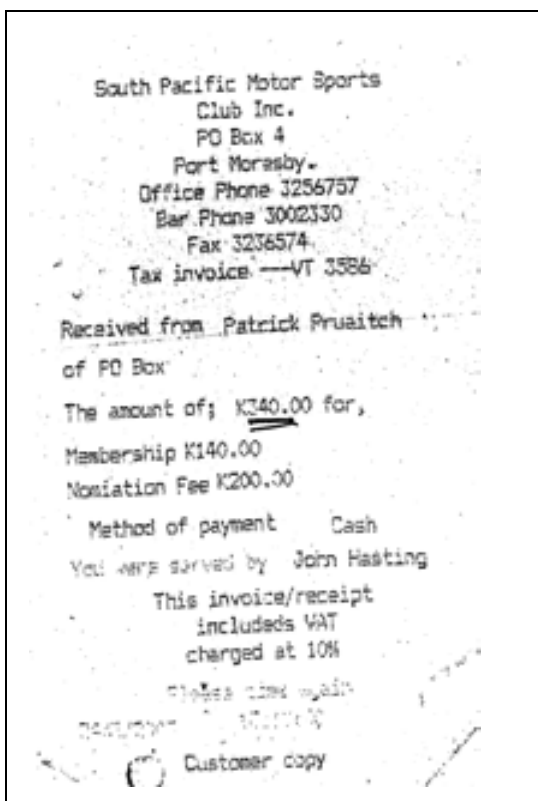 South Pacific Motor Sports
Club Inc.
PO Box 4
Port Moresby.
Office Phone 3256757
Bar Phone 3002330
Fax 3236574
Tax invoice ---VT 3586
Received from Patrick Pruaitch
of PO Box
The amount of; K340.00 for,
Membership K140.00
Nomiation Fee K200.00
Method of payment Cash
You were served by John Hasting
This invoice/receipt
includeds VAT
charged at 10%
Please again
Customer copy